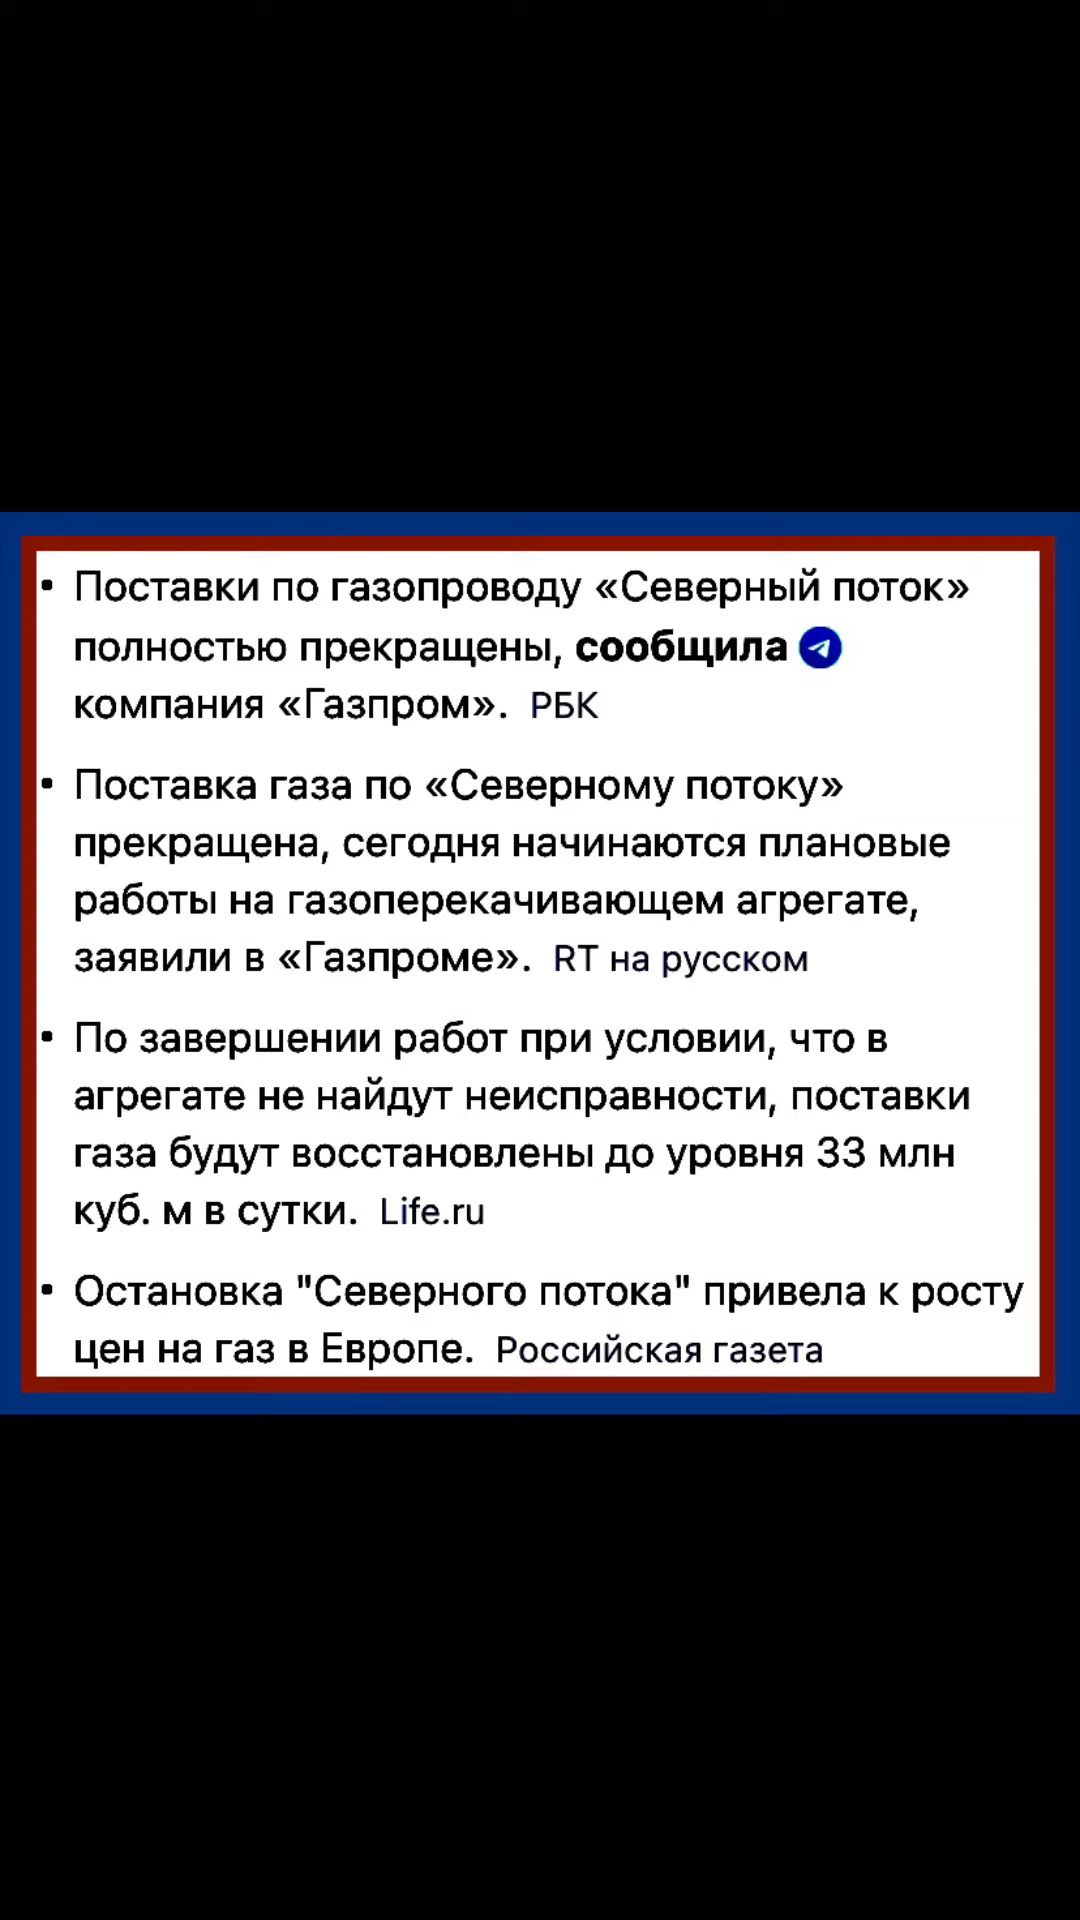 • Поставки по газопроводу «Северный поток»
полностью прекращены, сообщила
компания «Газпром». РБК
• Поставка газа по «Северному потоку»
прекращена, сегодня начинаются плановые
работы на газоперекачивающем агрегате,
заявили в «Газпроме». RT на русском
• По завершении работ при условии, что в
агрегате не найдут неисправности, поставки
газа будут восстановлены до уровня 33 млн
куб. м в сутки. Life.ru
• Остановка "Северного потока" привела к росту
цен на газ в Европе. Российская газета